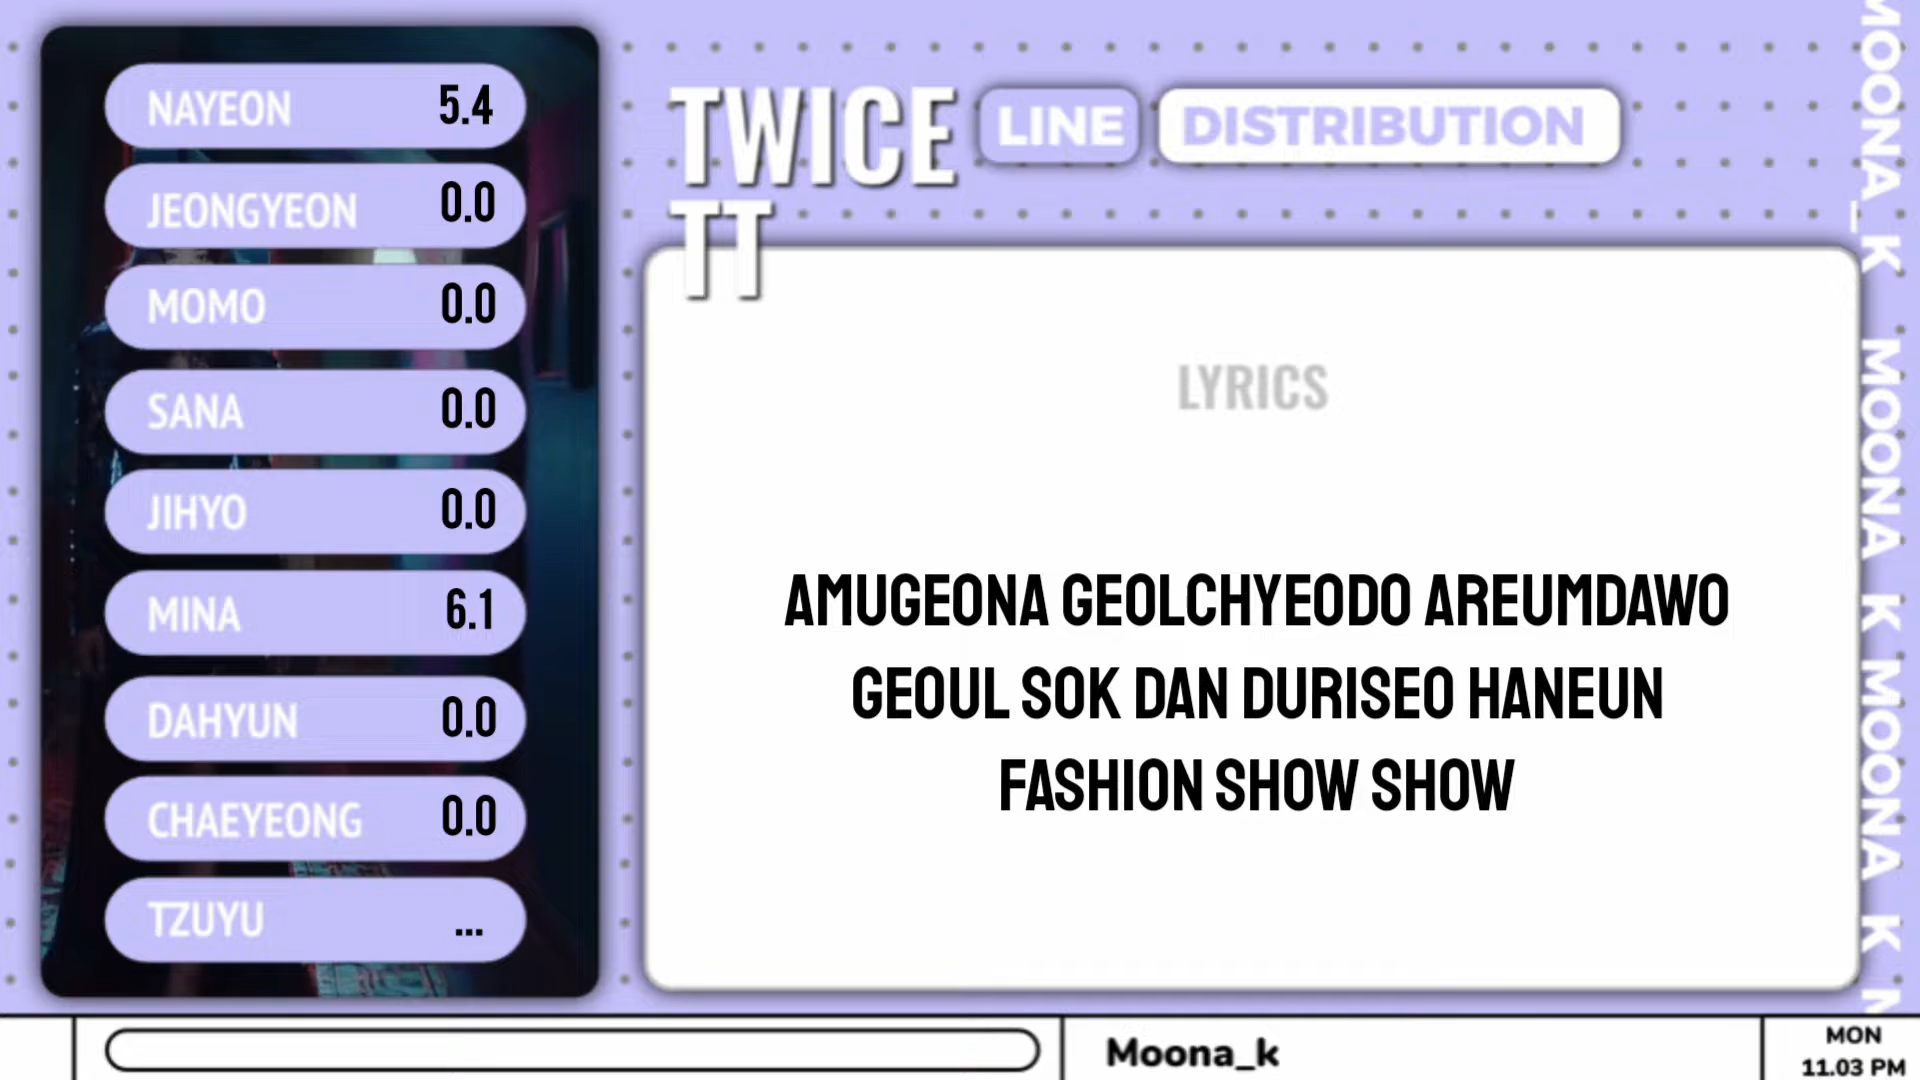 NAYEON 5.4
JEONGYEON 0.0
MOMO 0.0
SANA 0.0
JIHYO 0.0
MINA 6.1
DAHYUN 0.0
CHAEYEONG 0.0
TZUYU ...
TWICE LINE DISTRIBUTION
TT
LYRICS
AMUGEONA GEOLCHYEODO AREUMDAWO
GEOUL SOK DAN DURISEO HANEUN
FASHION SHOW SHOW
MOONA_K MOONA K MOONA K
Moona_k
MON
11.03 PM